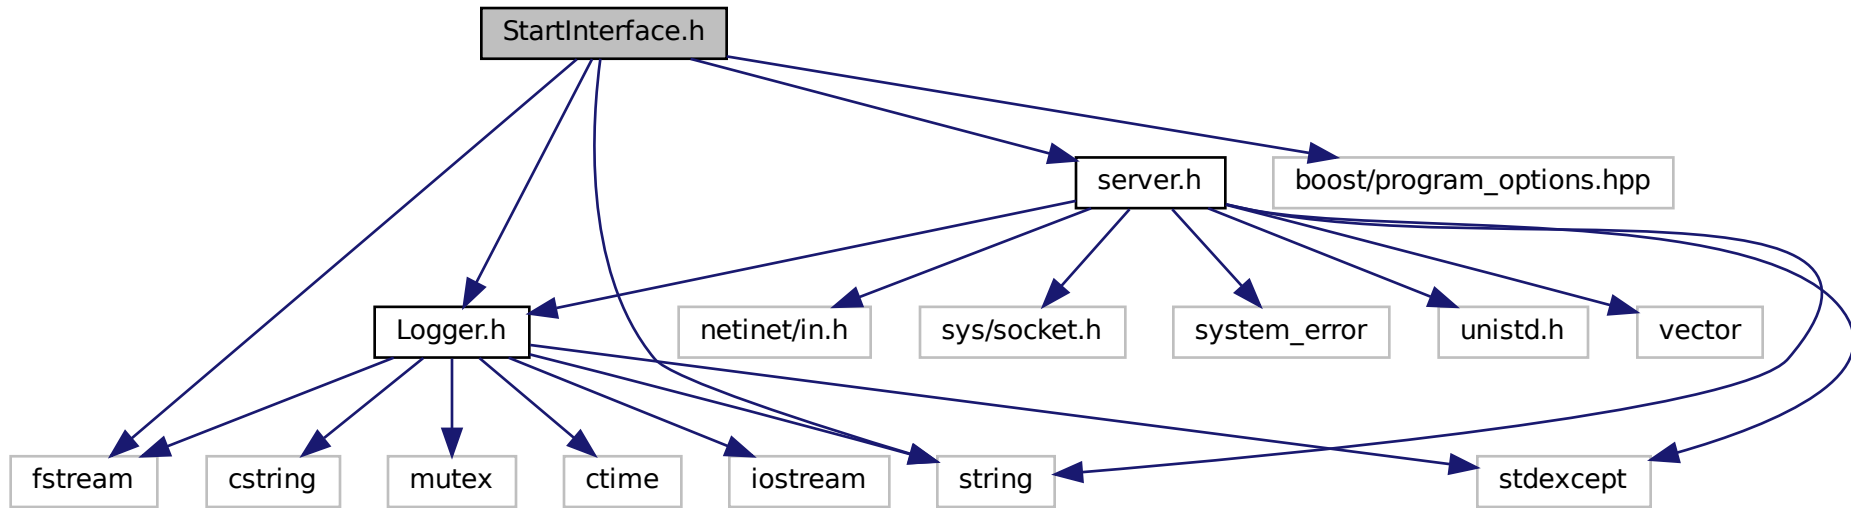 StartInterface.h
server.h
boost/program_options.hpp
Logger.h
netinet/in.h
sys/socket.h
system_error
unistd.h
vector
fstream
cstring
mutex
ctime
iostream
string
stdexcept